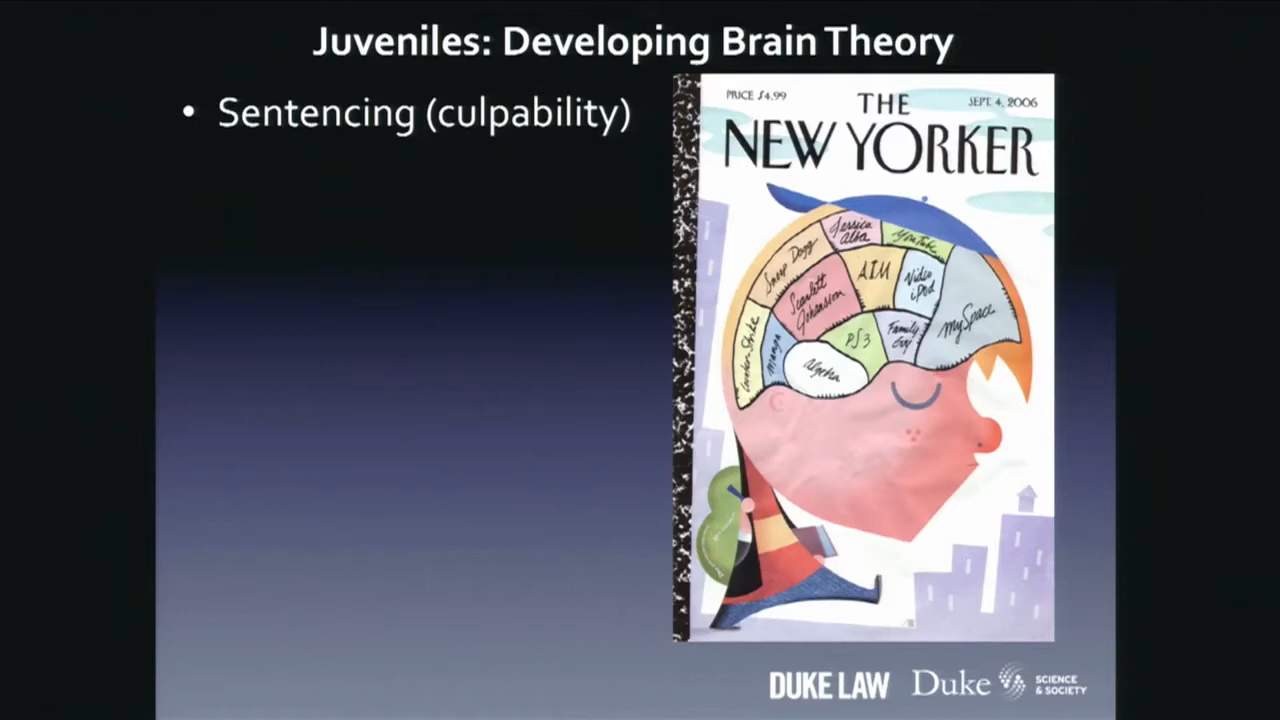 Juveniles: Developing Brain Theory
• Sentencing (culpability)
PRICE $4.99
THE
SEPT. 4, 2006
NEW YORKER
Jessica
Alba
YouTube
Snoop Dogg
AIM
Video
iPod
Scarlett
Johansson
mySpace
Counter-Strike
Manga
PS3
Family
Guy
Algebra
DUKE LAW
Duke
SCIENCE
& SOCIETY